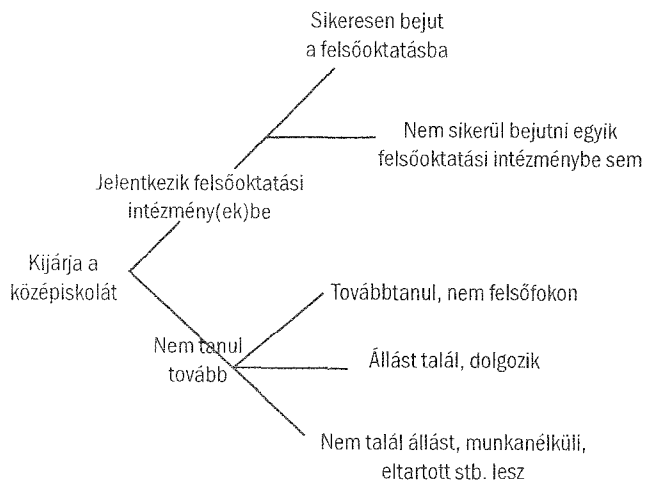 Sikeresen bejut
a felsőoktatásba
Nem sikerül bejutni egyik
felsőoktatási intézménybe sem
Jelentkezik felsőoktatási
intézmény(ek)be
Kijárja a
középiskolát
Továbbtanul, nem felsőfokon
Nem tanul
tovább
Állást talál, dolgozik
Nem talál állást, munkanélküli,
eltartott stb. lesz